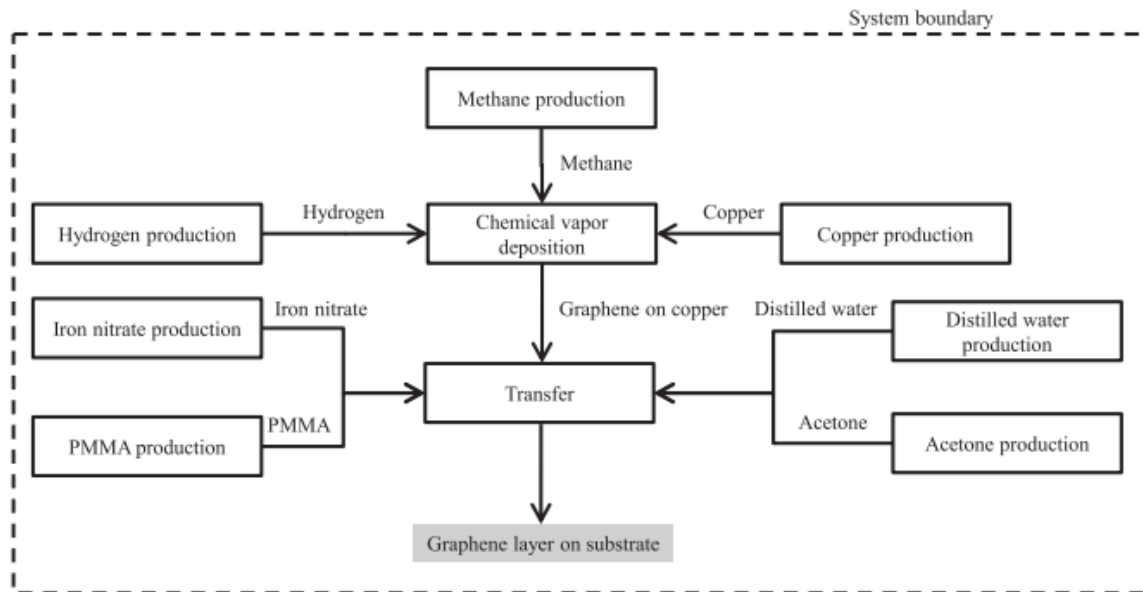 System boundary
Methane production
Methane
Hydrogen production
Hydrogen
Chemical vapor
deposition
Copper
Copper production
Iron nitrate production
Iron nitrate
Graphene on copper
Distilled water
Distilled water
production
Transfer
PMMA production
PMMA
Acetone
Acetone production
Graphene layer on substrate